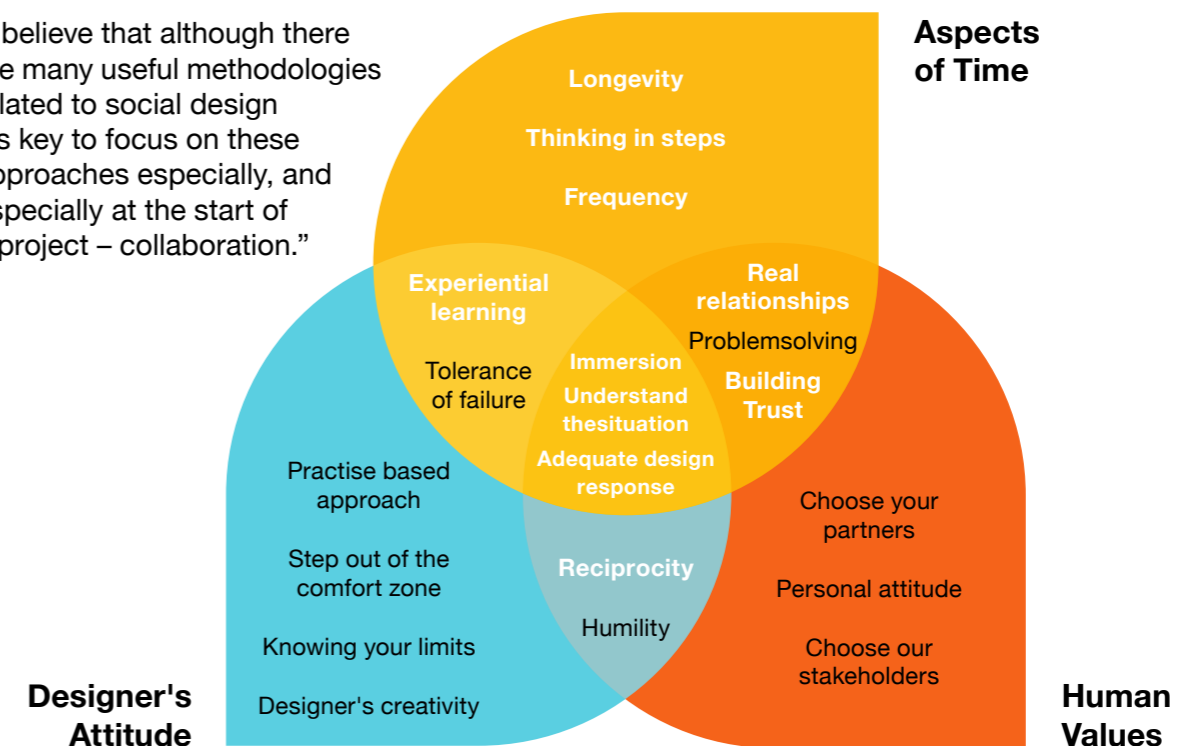 believe that although there
e many useful methodologies
lated to social design
s key to focus on these
pproaches especially, and
specially at the start of
project – collaboration.”
Aspects
of Time
Longevity
Thinking in steps
Frequency
Experiential
learning
Tolerance
of failure
Real
relationships
Problemsolving
Building
Trust
Immersion
Understand
thesituation
Adequate design
response
Practise based
approach
Step out of the
comfort zone
Knowing your limits
Designer's creativity
Reciprocity
Humility
Choose your
partners
Personal attitude
Choose our
stakeholders
Designer's
Attitude
Human
Values